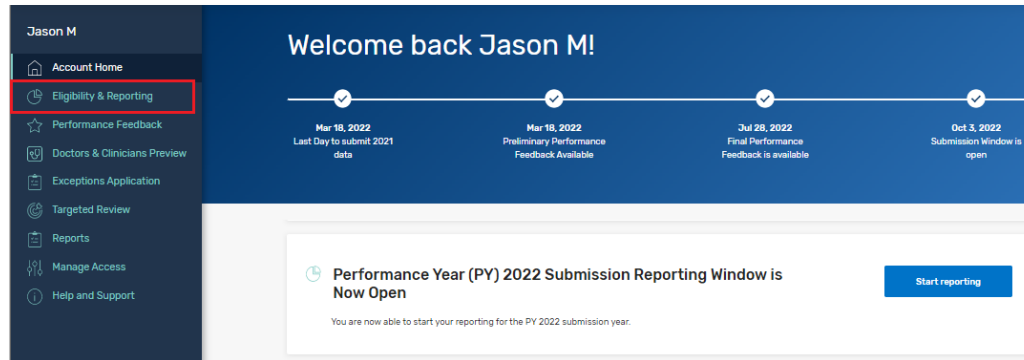 Jason M
Account Home
Eligibility & Reporting
Performance Feedback
Doctors & Clinicians Preview
Exceptions Application
Targeted Review
Reports
Manage Access
Help and Support
Welcome back Jason M!
Mar 18, 2022
Last Day to submit 2021
data
Mar 18, 2022
Preliminary Performance
Feedback Available
Jul 28, 2022
Final Performance
Feedback is available
Oct 3, 2022
Submission Window is
open
Performance Year (PY) 2022 Submission Reporting Window is
Now Open
You are now able to start your reporting for the PY 2022 submission year.
Start reporting